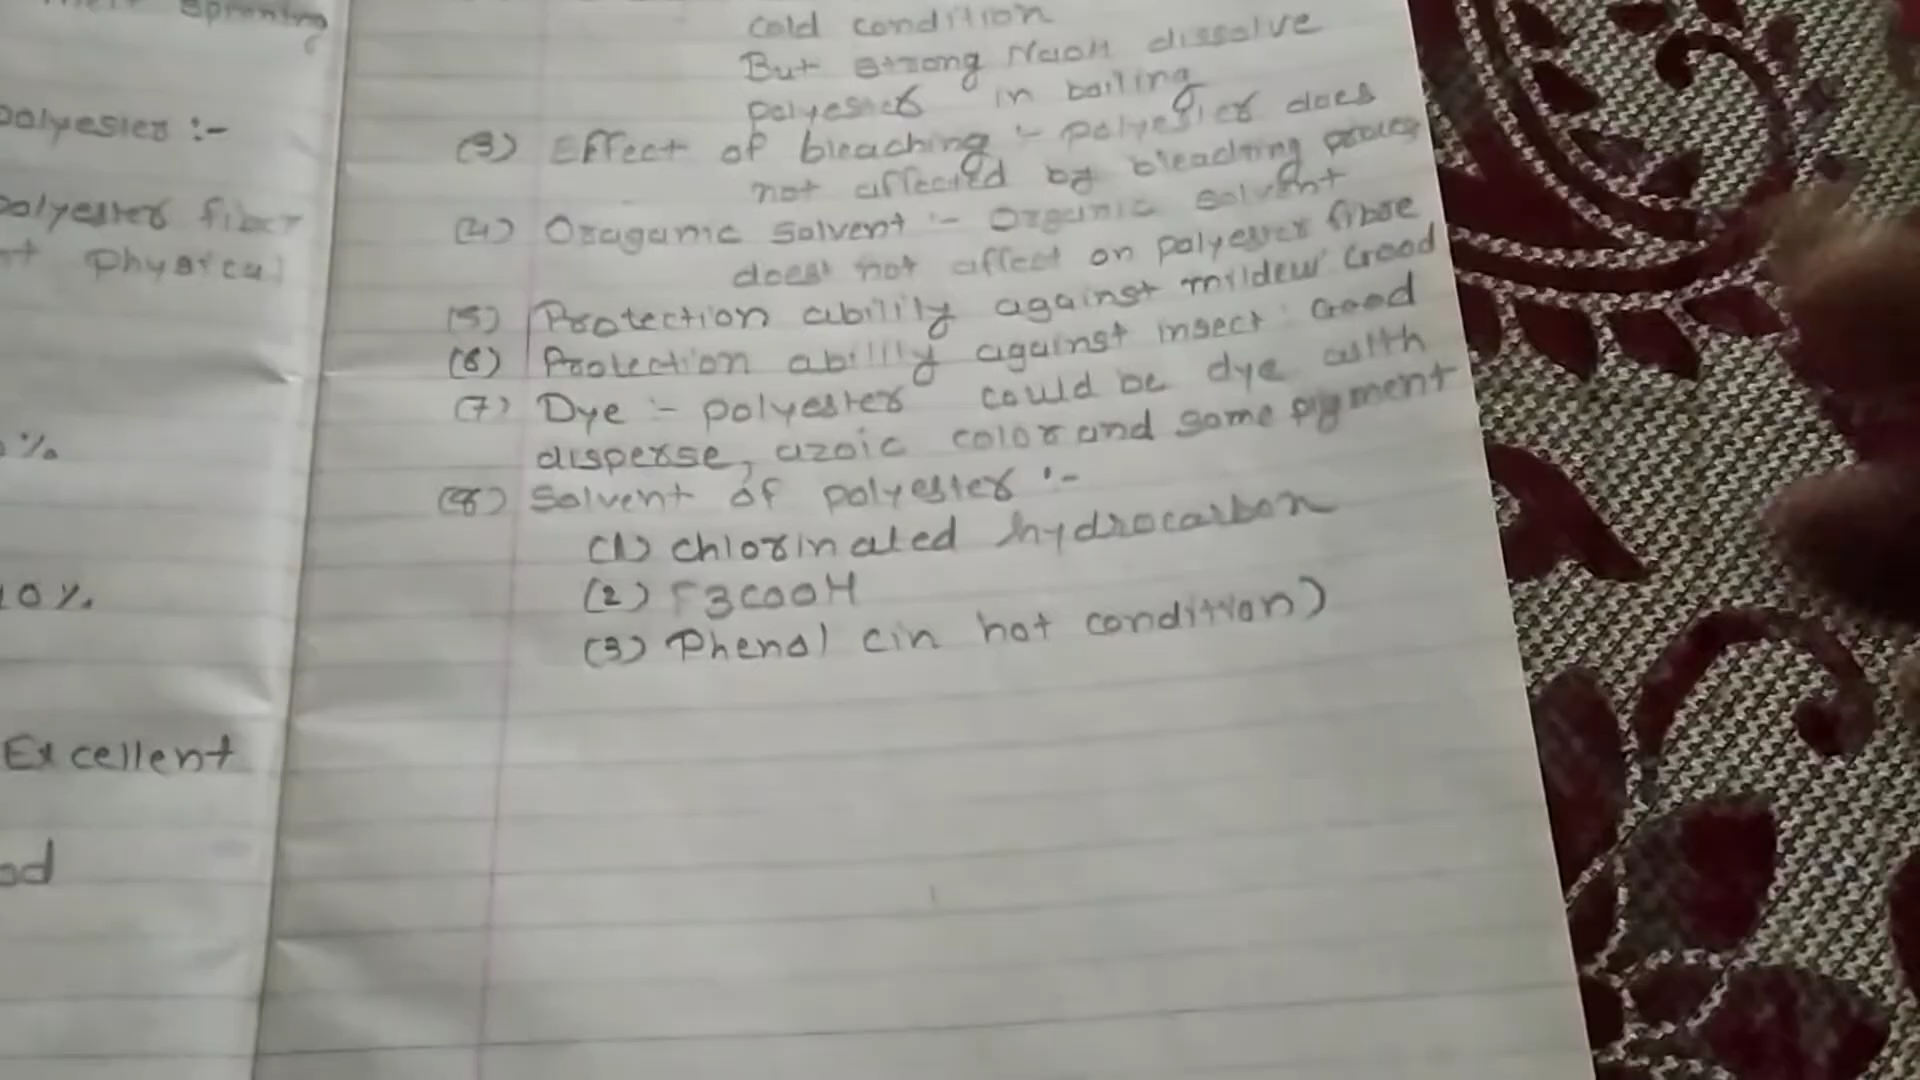 Spinning
polyester :-
polyester fiber
physical
%
10%
Excellent
od
cold condition
But strong NaoH dissolve
polyester in boiling
(3) Effect of bleaching :- polyester does
not affected by bleaching process
(4) Oraganic solvent :- Organic solvent
does not affect on polyester fibre
(5) Protection ability against mildew Good
(6) Protection ability against insect : Good
(7) Dye :- polyester could be dye with
disperse, azoic color and some pigment
(8) Solvent of polyester :-
(1) chlorinated hydrocarbon
(2) F3COOH
(3) Phenol (in hot condition)